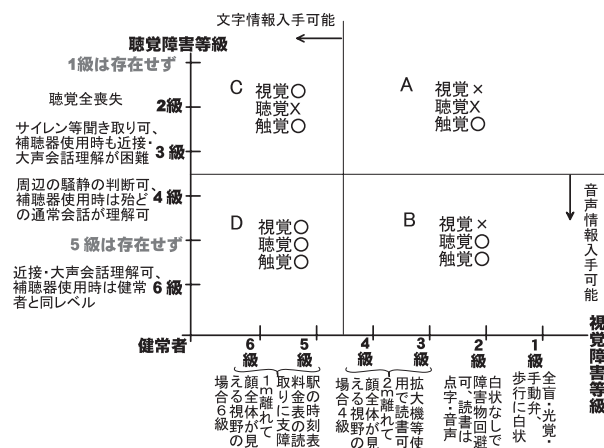 文字情報入手可能
聴覚障害等級
1級は存在せず
聴覚全喪失
2級
サイレン等聞き取り可、
補聴器使用時も近接・
大声会話理解が困難
3級
周辺の騒静の判断可、
補聴器使用時は殆ど
の通常会話が理解可
4級
5級は存在せず
近接・大声会話理解可、
補聴器使用時は健常
者と同レベル
6級
C
視覚〇
聴覚X
触覚〇
A
視覚×
聴覚X
触覚〇
D
視覚〇
聴覚〇
触覚〇
B
視覚×
聴覚〇
触覚〇
音声情報入手可能
健常者
6級
5級
4級
3級
2級
1級
視覚障害等級
駅の時刻表
料金表の読
取りに支障
1m離れて
顔全体が見
える視野の
場合6級
拡大機等使
用で読書可
2m離れて
顔全体が見
える視野の
場合4級
白状なしで
障害物回避
可、読書は
点字・音声
全盲・光覚・
手動弁、
歩行に白状